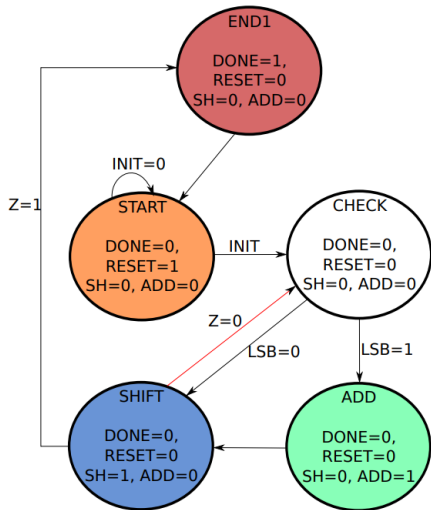 END1
DONE=1,
RESET=0
SH=0, ADD=0
INIT=0
Z=1
START
DONE=0,
RESET=1
SH=0, ADD=0
INIT
CHECK
DONE=0,
RESET=0
SH=0, ADD=0
Z=0
LSB=0
LSB=1
SHIFT
DONE=0,
RESET=0
SH=1, ADD=0
ADD
DONE=0,
RESET=0
SH=0, ADD=1